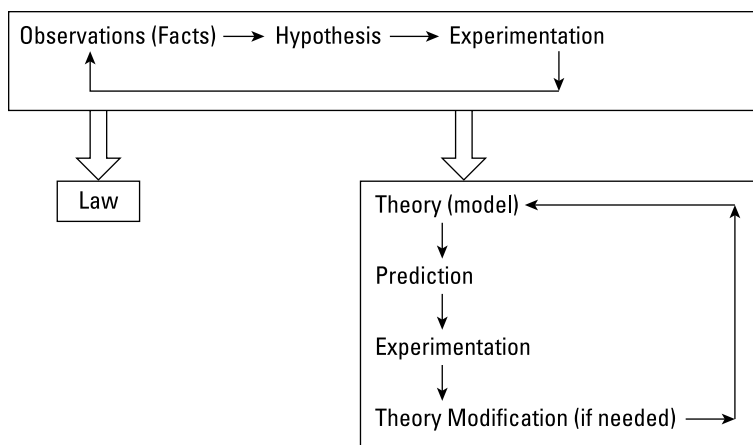 Observations (Facts) Hypothesis Experimentation
Law
Theory (model)
Prediction
Experimentation
Theory Modification (if needed)